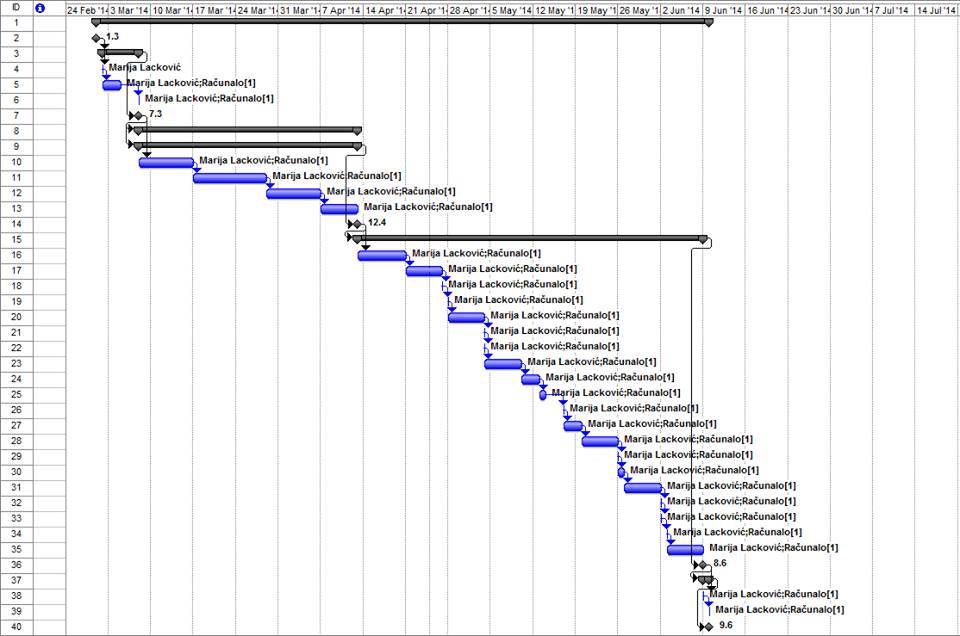 ID 24 Feb '14 3 Mar '14 10 Mar '14 17 Mar '14 24 Mar '14 31 Mar '14 7 Apr '14 14 Apr '14 21 Apr '14 28 Apr '14 5 May '14 12 May '1 19 May '1 26 May '1 2 Jun '14 9 Jun '14 16 Jun '14 23 Jun '14 30 Jun '14 7 Jul '14 14 Jul '14
1
2 1.3
3
4 Marija Lacković
5 Marija Lacković;Računalo[1]
6 Marija Lacković;Računalo[1]
7 7.3
8
9
10 Marija Lacković;Računalo[1]
11 Marija Lacković;Računalo[1]
12 Marija Lacković;Računalo[1]
13 Marija Lacković;Računalo[1]
14 12.4
15
16 Marija Lacković;Računalo[1]
17 Marija Lacković;Računalo[1]
18 Marija Lacković;Računalo[1]
19 Marija Lacković;Računalo[1]
20 Marija Lacković;Računalo[1]
21 Marija Lacković;Računalo[1]
22 Marija Lacković;Računalo[1]
23 Marija Lacković;Računalo[1]
24 Marija Lacković;Računalo[1]
25 Marija Lacković;Računalo[1]
26 Marija Lacković;Računalo[1]
27 Marija Lacković;Računalo[1]
28 Marija Lacković;Računalo[1]
29 Marija Lacković;Računalo[1]
30 Marija Lacković;Računalo[1]
31 Marija Lacković;Računalo[1]
32 Marija Lacković;Računalo[1]
33 Marija Lacković;Računalo[1]
34 Marija Lacković;Računalo[1]
35 Marija Lacković;Računalo[1]
36 8.6
37
38 Marija Lacković;Računalo[1]
39 Marija Lacković;Računalo[1]
40 9.6